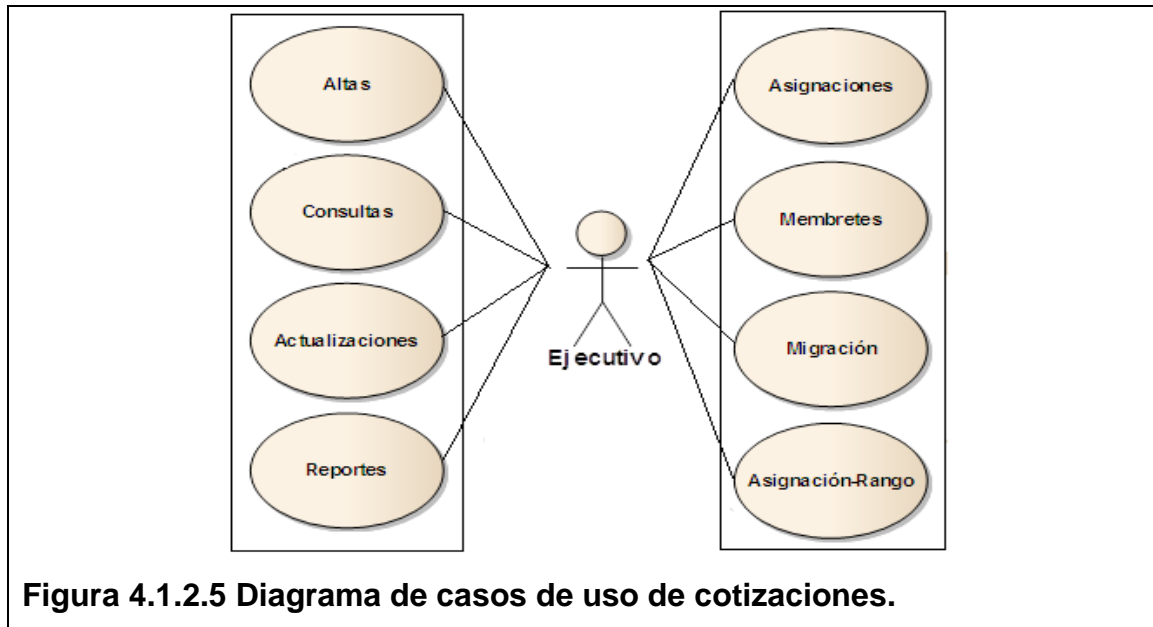 Altas
Consultas
Actualizaciones
Reportes
Ejecutivo
Asignaciones
Membretes
Migración
Asignación-Rango
Figura 4.1.2.5 Diagrama de casos de uso de cotizaciones.